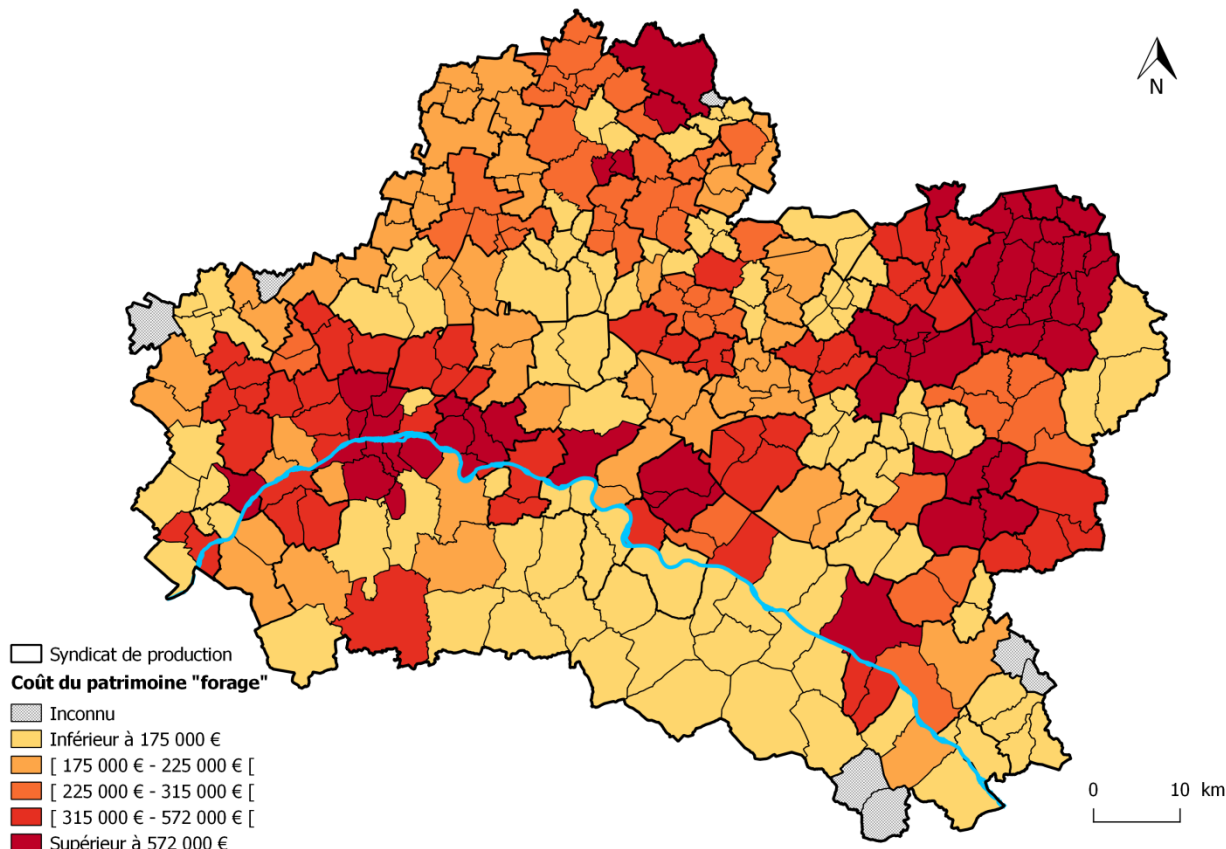 N
Syndicat de production
Coût du patrimoine "forage"
Inconnu
Inférieur à 175 000 €
[ 175 000 € - 225 000 € [
[ 225 000 € - 315 000 € [
[ 315 000 € - 572 000 € [
Supérieur à 572 000 €
0 10 km